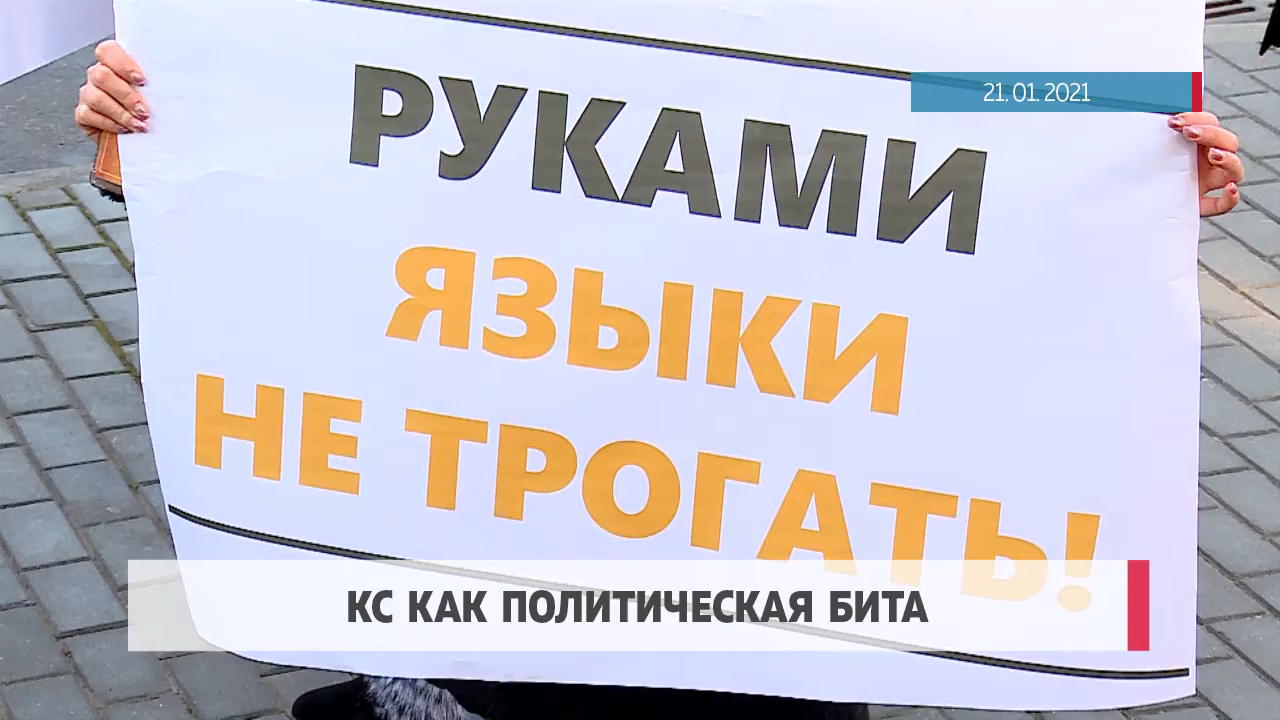 21.01.2021
РУКАМИ
ЯЗЫКИ
НЕ ТРОГАТЬ!
КС КАК ПОЛИТИЧЕСКАЯ БИТА